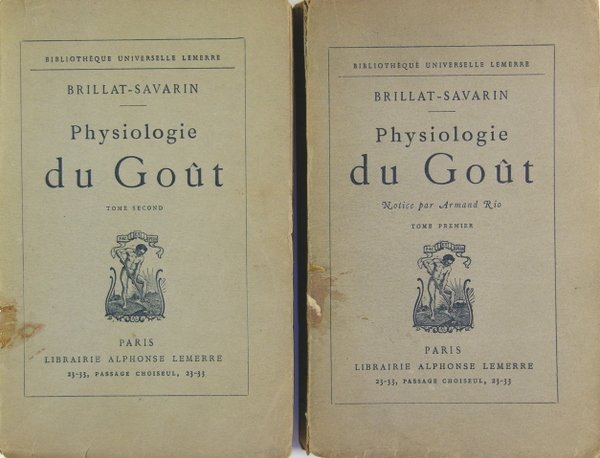 BIBLIOTHÈQUE UNIVERSELLE LEMERRE
BRILLAT-SAVARIN
Physiologie
du Goût
TOME SECOND
PARIS
LIBRAIRIE ALPHONSE LEMERRE
23-33, PASSAGE CHOISEUL, 23-33
BIBLIOTHÈQUE UNIVERSELLE LEMERRE
BRILLAT-SAVARIN
Physiologie
du Goût
Notice par Armand Rio
TOME PREMIER
PARIS
LIBRAIRIE ALPHONSE LEMERRE
23-33, PASSAGE CHOISEUL, 23-33